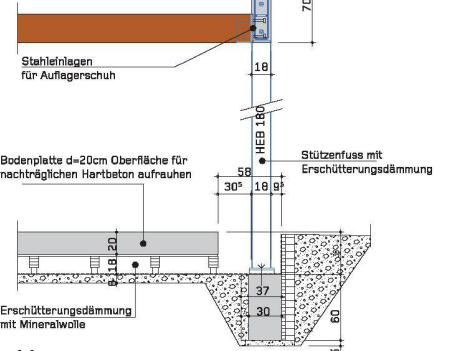 70
Stahleinlagen
für Auflagerschuh
18
HEB 180
Stützenfuss mit
Erschütterungsdämmung
Bodenplatte d=20cm Oberfläche für
nachträglichen Hartbeton aufrauhen
58
30⁵ 18 9⁵
20
18
8
37
30
60
Erschütterungsdämmung
mit Mineralwolle